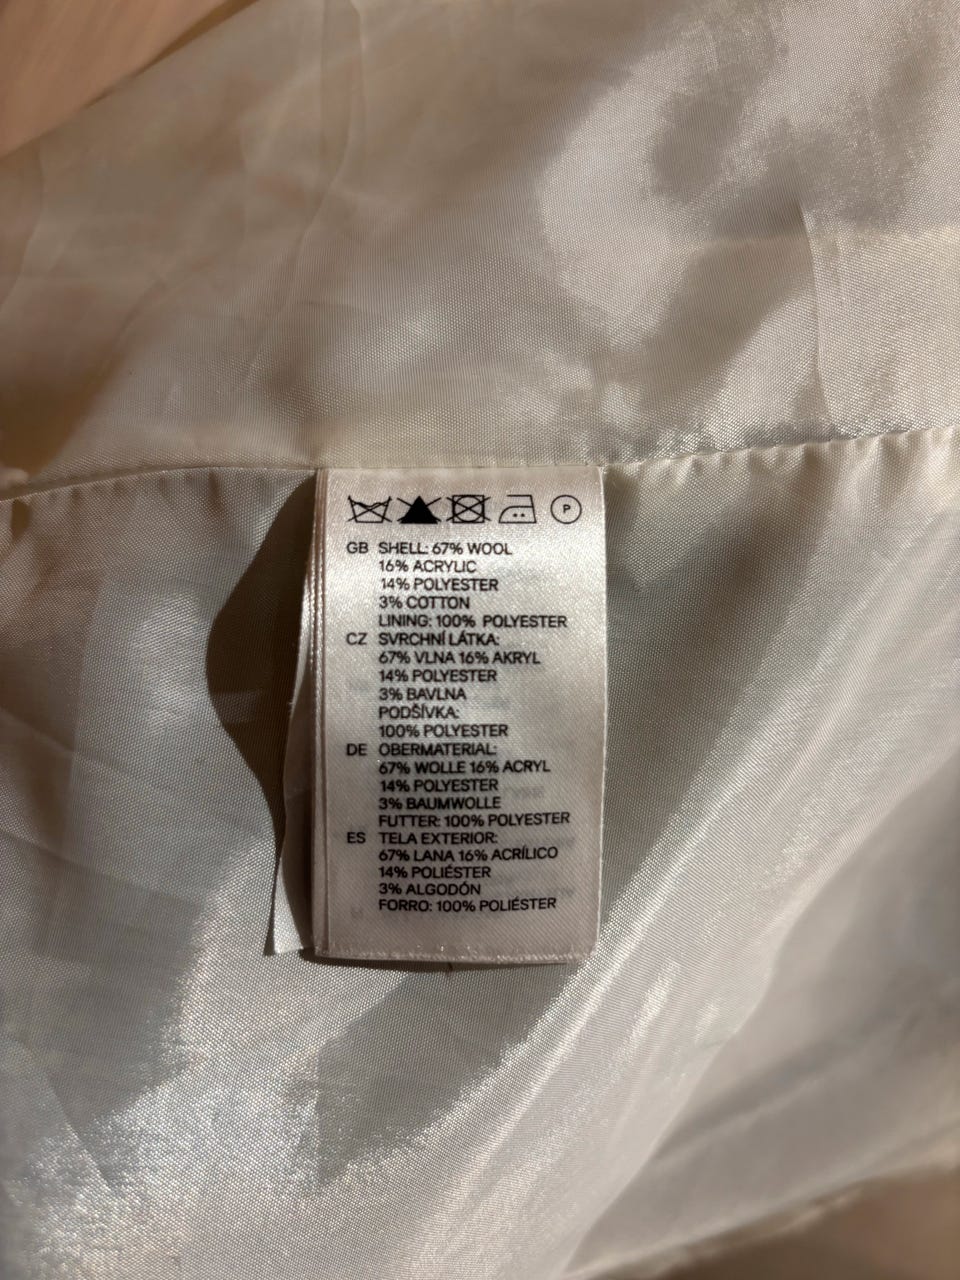 P
GB SHELL: 67% WOOL
16% ACRYLIC
14% POLYESTER
3% COTTON
LINING: 100% POLYESTER
CZ SVRCHNÍ LÁTKA:
67% VLNA 16% AKRYL
14% POLYESTER
3% BAVLNA
PODŠÍVKA:
100% POLYESTER
DE OBERMATERIAL:
67% WOLLE 16% ACRYL
14% POLYESTER
3% BAUMWOLLE
FUTTER: 100% POLYESTER
ES TELA EXTERIOR:
67% LANA 16% ACRÍLICO
14% POLIÉSTER
3% ALGODÓN
FORRO: 100% POLIÉSTER